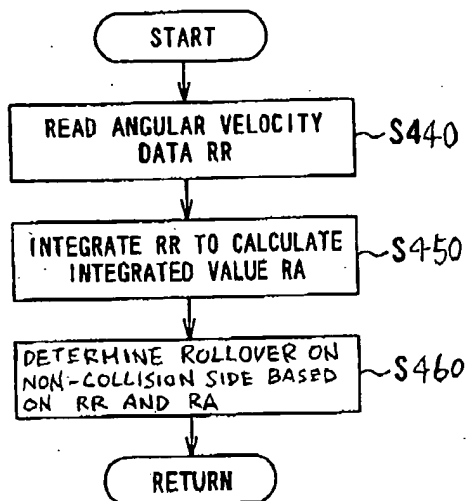 START
READ ANGULAR VELOCITY
DATA RR
S440
INTEGRATE RR TO CALCULATE
INTEGRATED VALUE RA
S450
DETERMINE ROLLOVER ON
NON-COLLISION SIDE BASED
ON RR AND RA
S460
RETURN